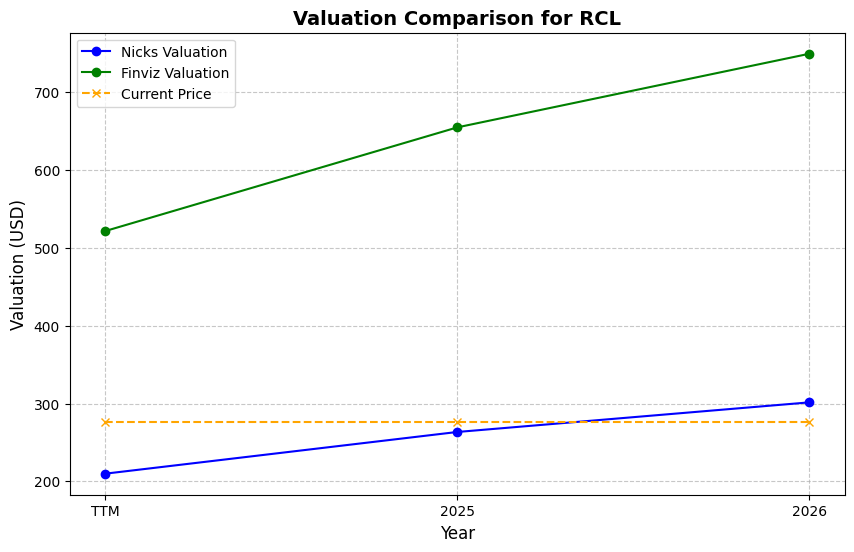 Valuation Comparison for RCL
Nicks Valuation
Finviz Valuation
Current Price
Valuation (USD)
700
600
500
400
300
200
TTM
2025
2026
Year